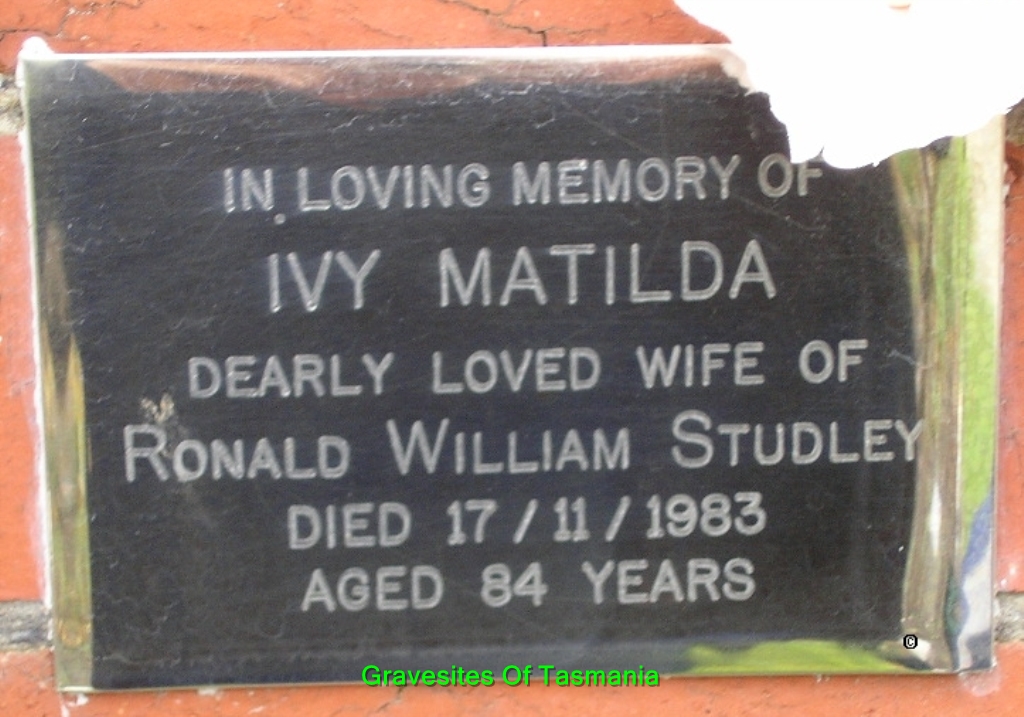 IN LOVING MEMORY OF
IVY MATILDA
DEARLY LOVED WIFE OF
RONALD WILLIAM STUDLEY
DIED 17/11/1983
AGED 84 YEARS
©
Gravesites Of Tasmania